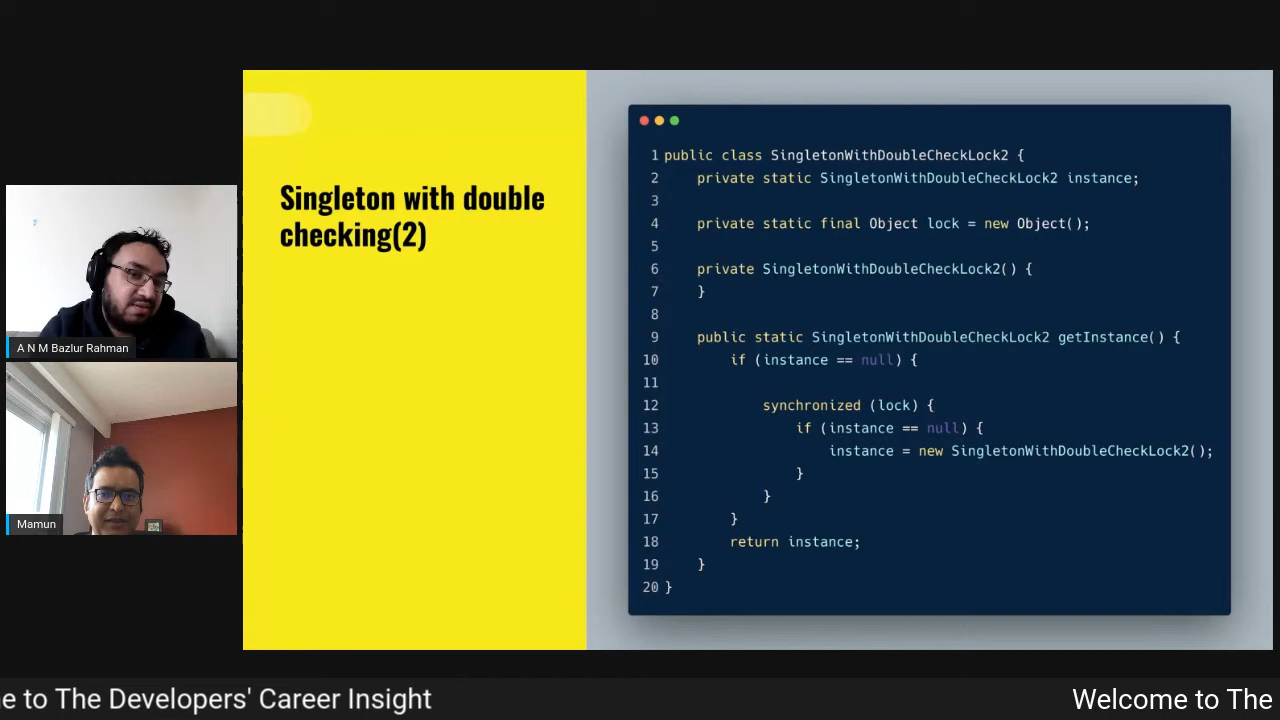 Singleton with double
checking(2)
1 public class SingletonWithDoubleCheckLock2 {
2     private static SingletonWithDoubleCheckLock2 instance;
3
4     private static final Object lock = new Object();
5
6     private SingletonWithDoubleCheckLock2() {
7     }
8
9     public static SingletonWithDoubleCheckLock2 getInstance() {
10         if (instance == null) {
11
12             synchronized (lock) {
13                 if (instance == null) {
14                     instance = new SingletonWithDoubleCheckLock2();
15                 }
16             }
17         }
18         return instance;
19     }
20 }
A N M Bazlur Rahman
Mamun
e to The Developers' Career Insight
Welcome to The